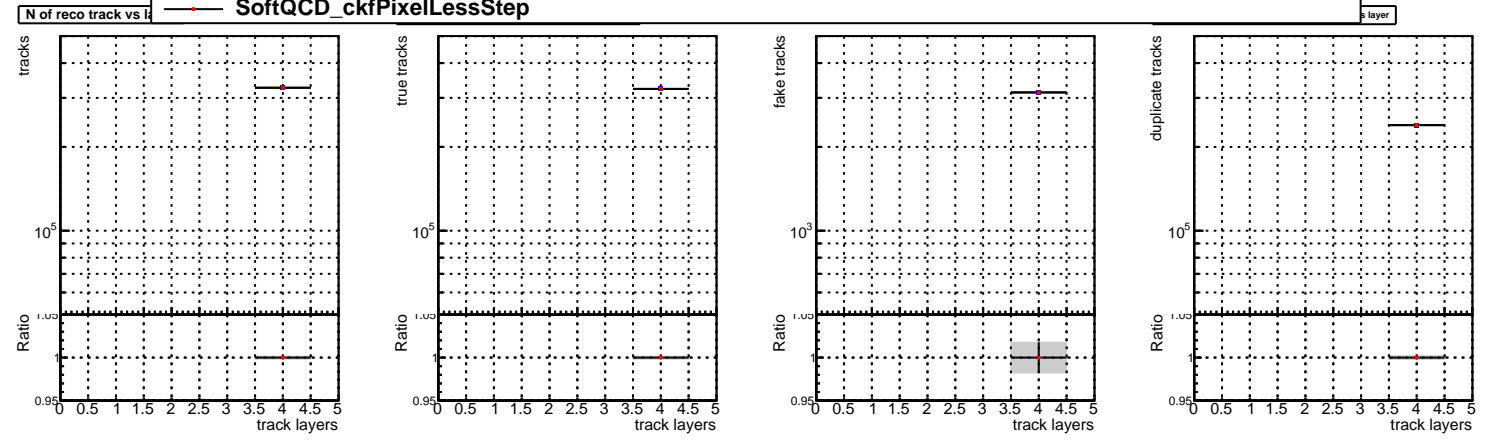 SoftQCD_ckfPixelLessStep
N of reco track vs la
s layer
tracks
10^5
Ratio
1.05
1
0.95
0 0.5 1 1.5 2 2.5 3 3.5 4 4.5 5
track layers
true tracks
10^5
Ratio
1.05
1
0.95
0 0.5 1 1.5 2 2.5 3 3.5 4 4.5 5
track layers
fake tracks
10^3
Ratio
1.05
1
0.95
0 0.5 1 1.5 2 2.5 3 3.5 4 4.5 5
track layers
duplicate tracks
10^5
Ratio
1.05
1
0.95
0 0.5 1 1.5 2 2.5 3 3.5 4 4.5 5
track layers